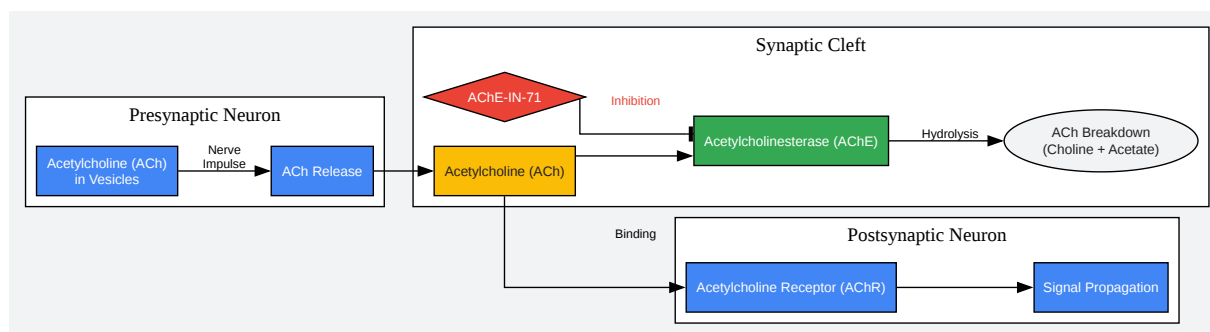 Synaptic Cleft
AChE-IN-71
Inhibition
Presynaptic Neuron
Acetylcholine (ACh)
in Vesicles
Nerve
Impulse
ACh Release
Acetylcholine (ACh)
Acetylcholinesterase (AChE)
Hydrolysis
ACh Breakdown
(Choline + Acetate)
Binding
Postsynaptic Neuron
Acetylcholine Receptor (AChR)
Signal Propagation